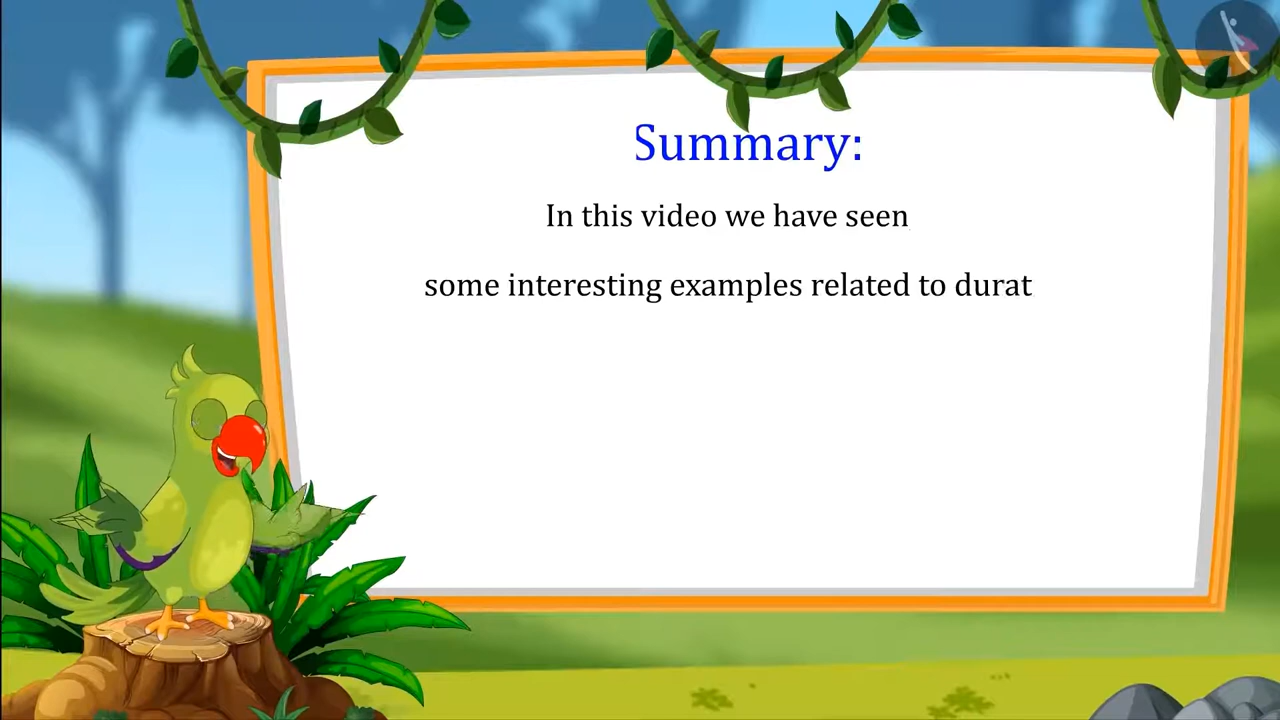 Summary:
In this video we have seen
some interesting examples related to durat